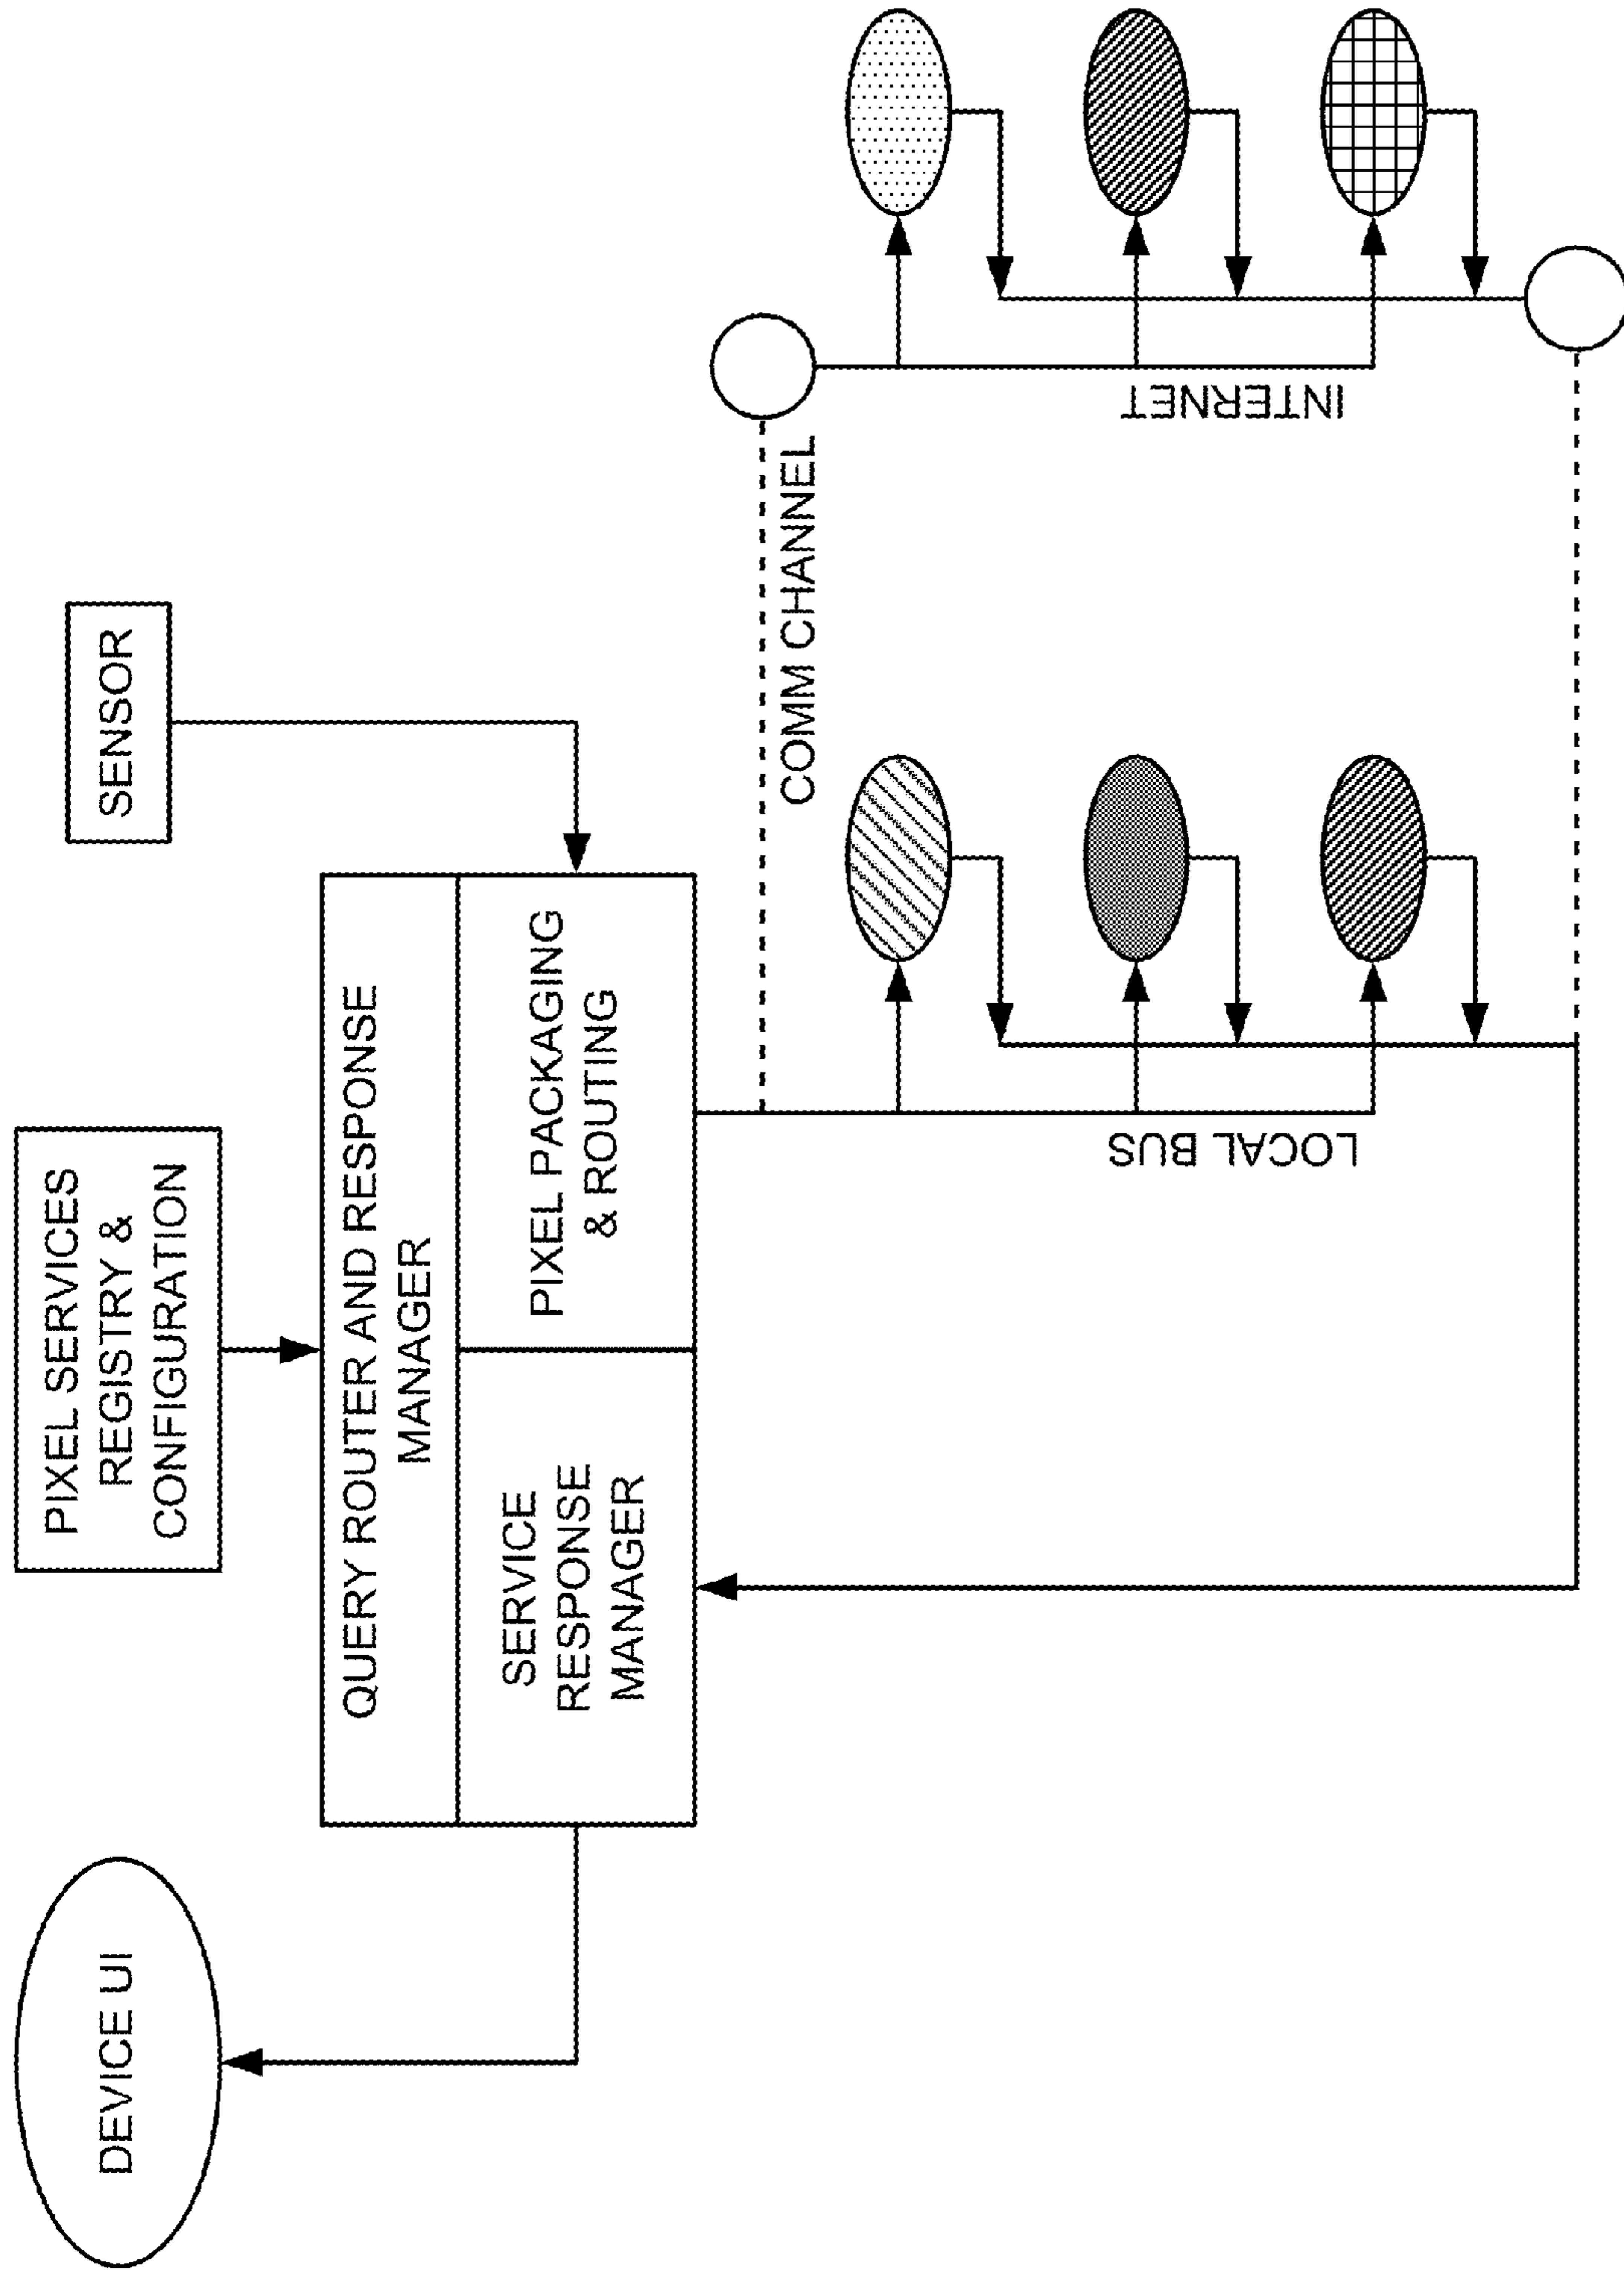 DEVICE UI
PIXEL SERVICES
REGISTRY &
CONFIGURATION
SENSOR
QUERY ROUTER AND RESPONSE
MANAGER
SERVICE
RESPONSE
MANAGER
PIXEL PACKAGING
& ROUTING
COMM CHANNEL
LOCAL BUS
INTERNET